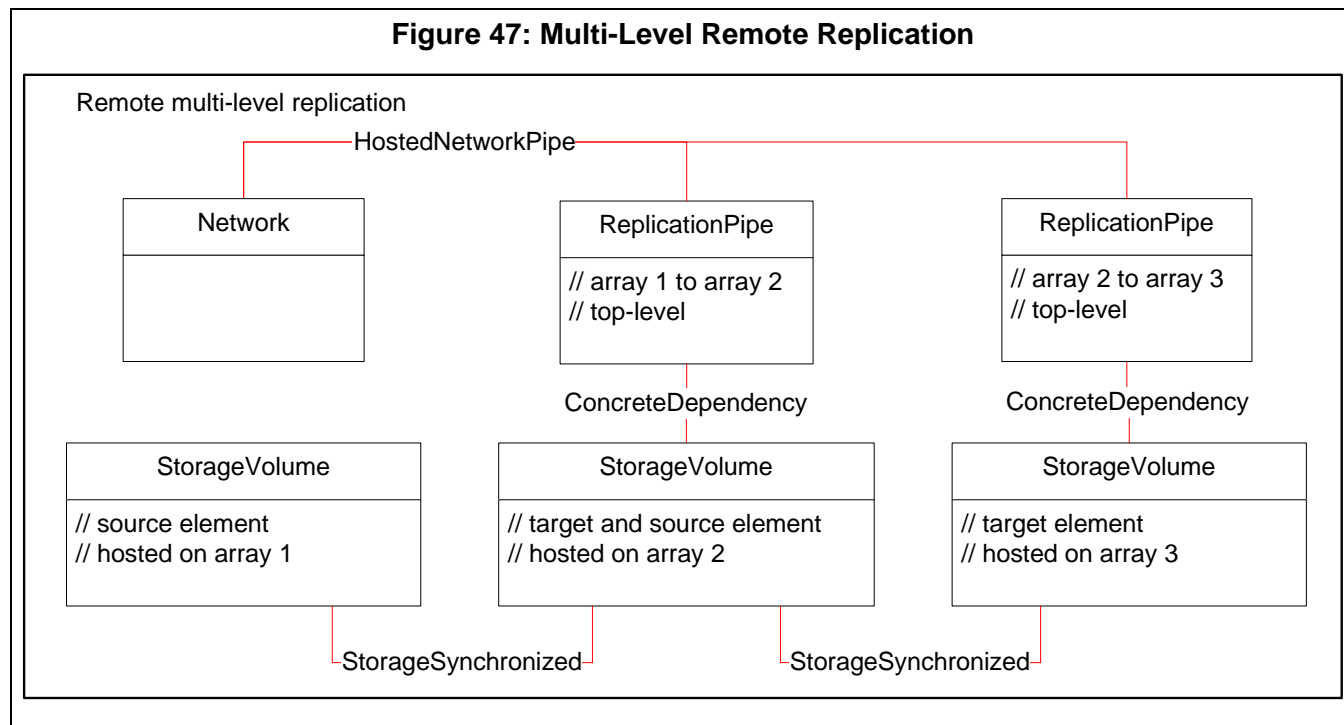 Figure 47: Multi-Level Remote Replication
Remote multi-level replication
HostedNetworkPipe
Network
ReplicationPipe
// array 1 to array 2
// top-level
ReplicationPipe
// array 2 to array 3
// top-level
ConcreteDependency
ConcreteDependency
StorageVolume
// source element
// hosted on array 1
StorageVolume
// target and source element
// hosted on array 2
StorageVolume
// target element
// hosted on array 3
StorageSynchronized
StorageSynchronized